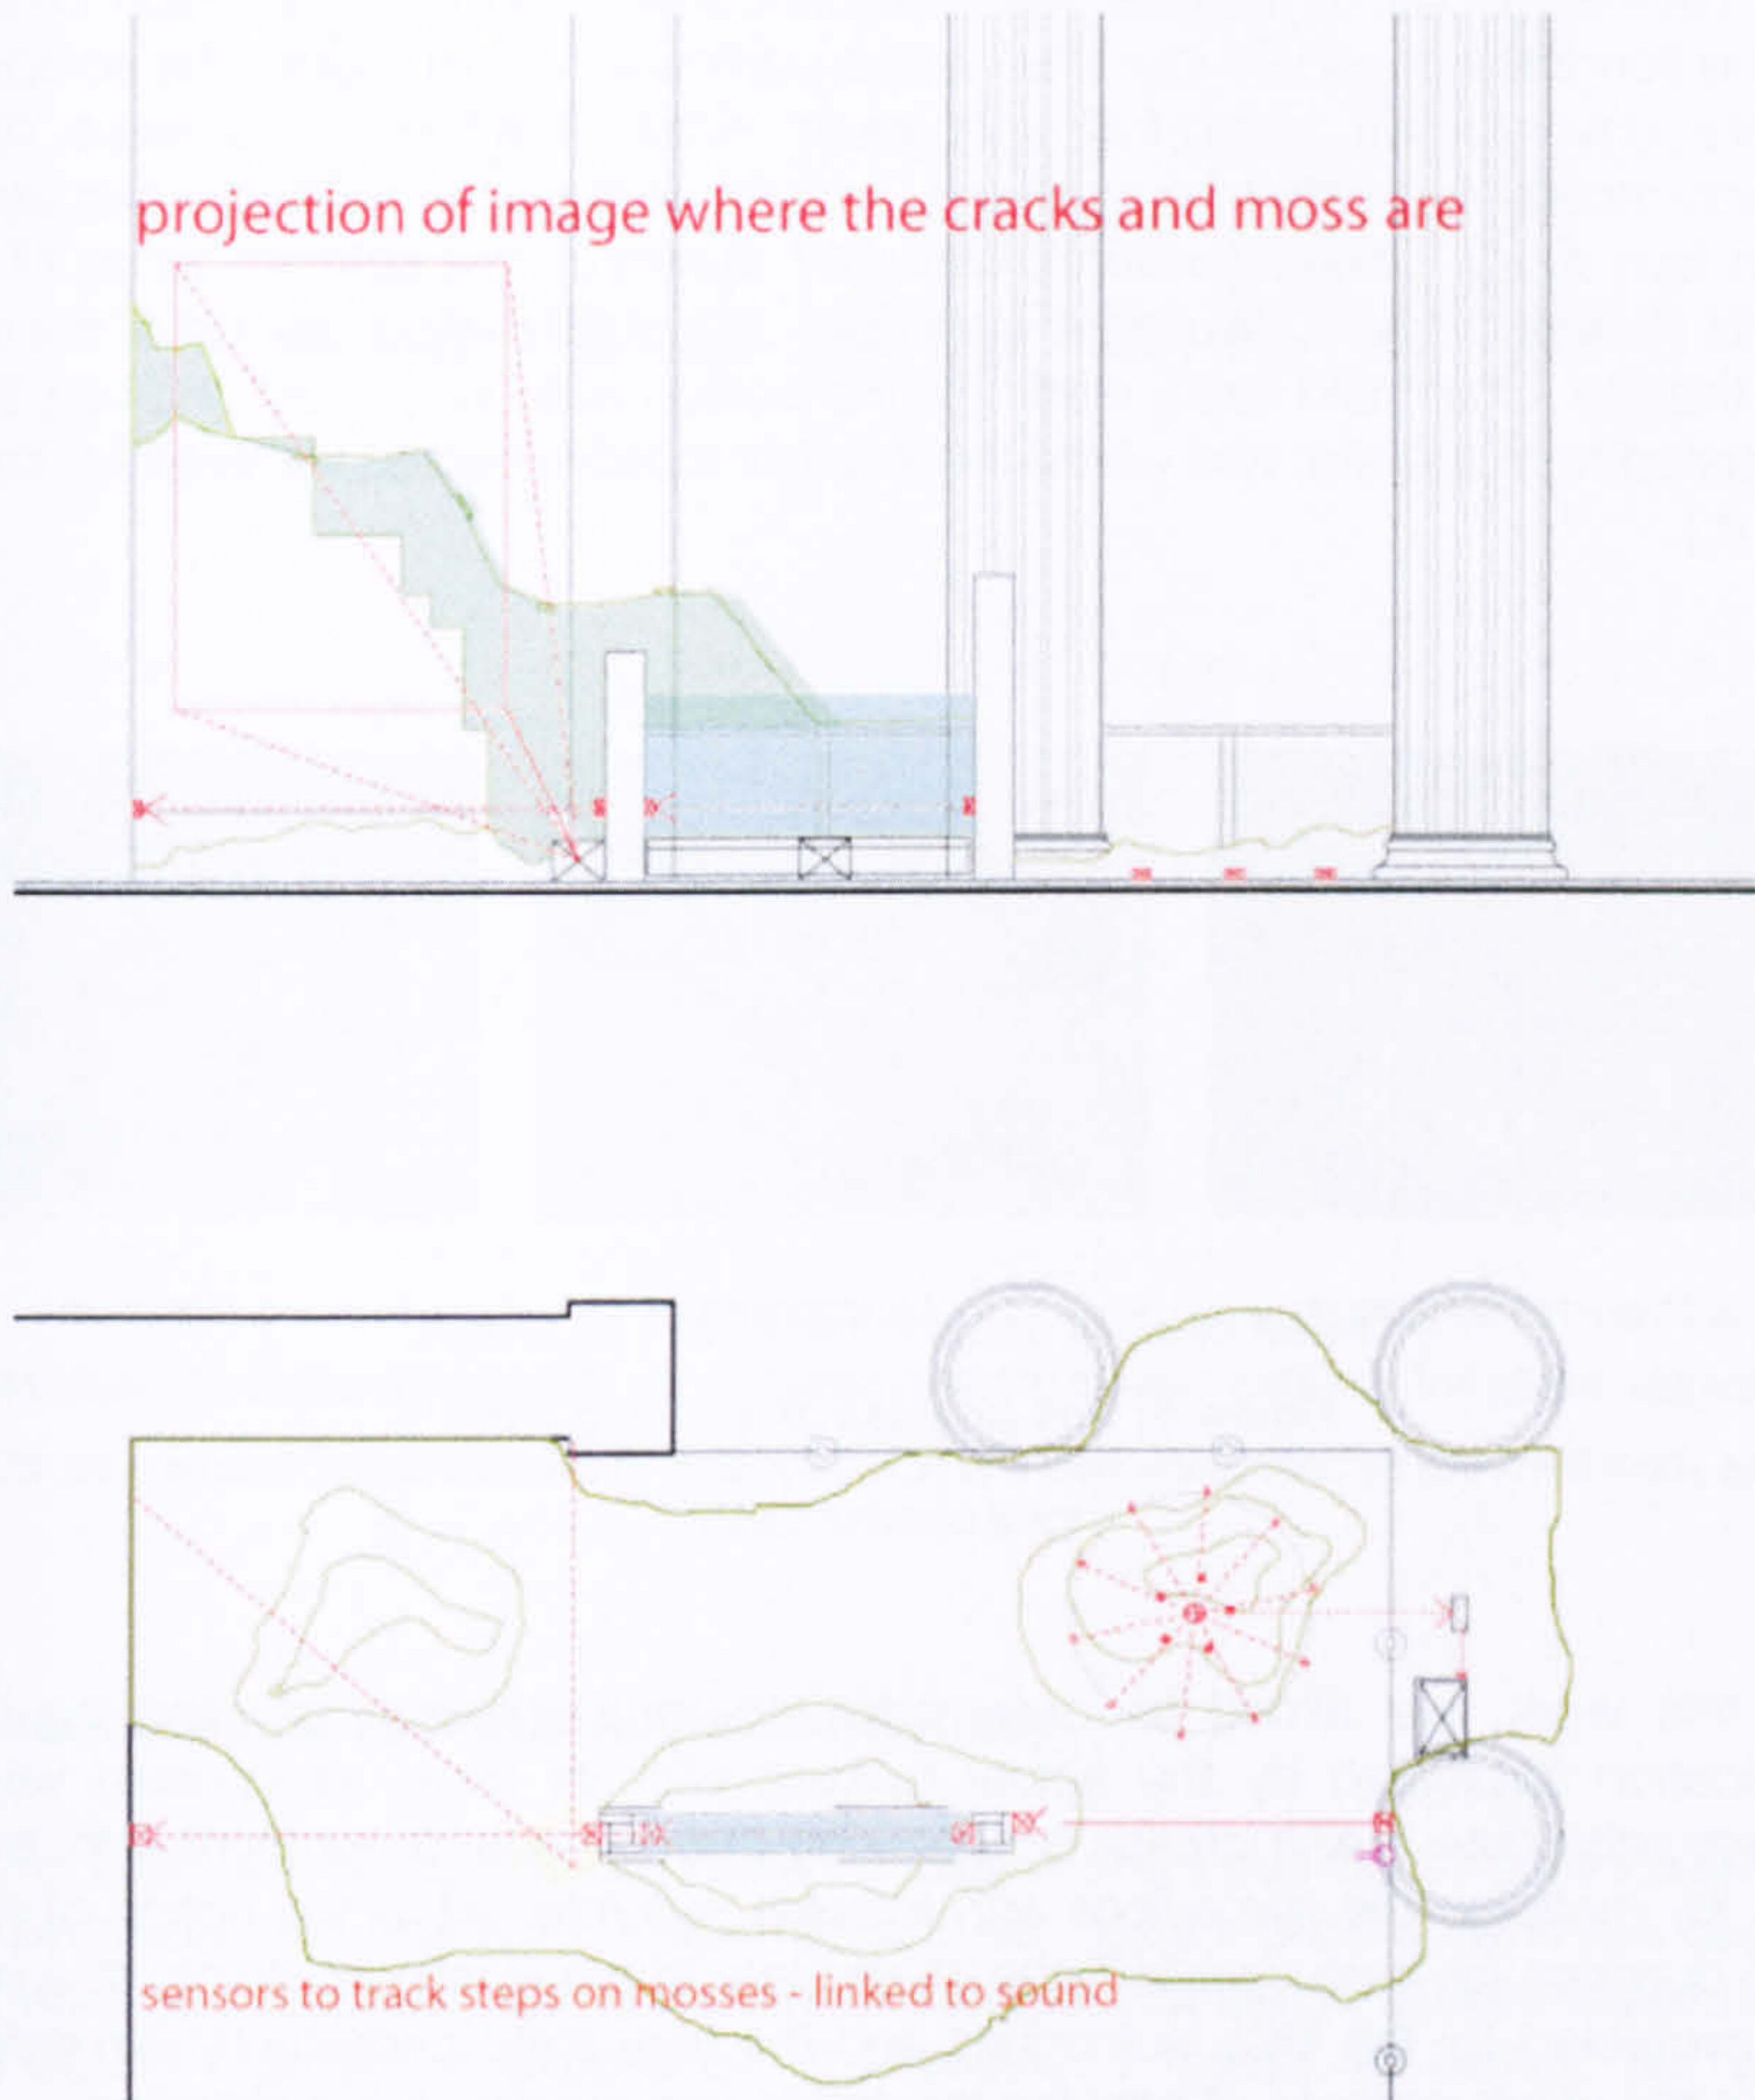 projection of image where the cracks and moss are
sensors to track steps on mosses - linked to sound